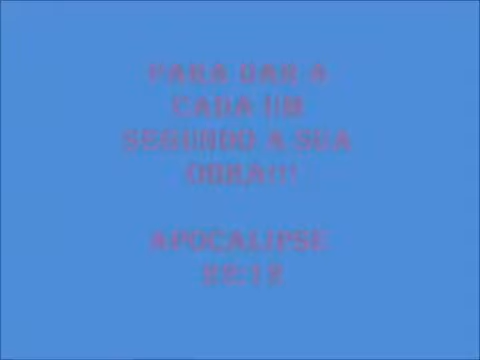 PARA DAR A
CADA UM
SEGUNDO A SUA
OBRA!!!
APOCALIPSE
22:12